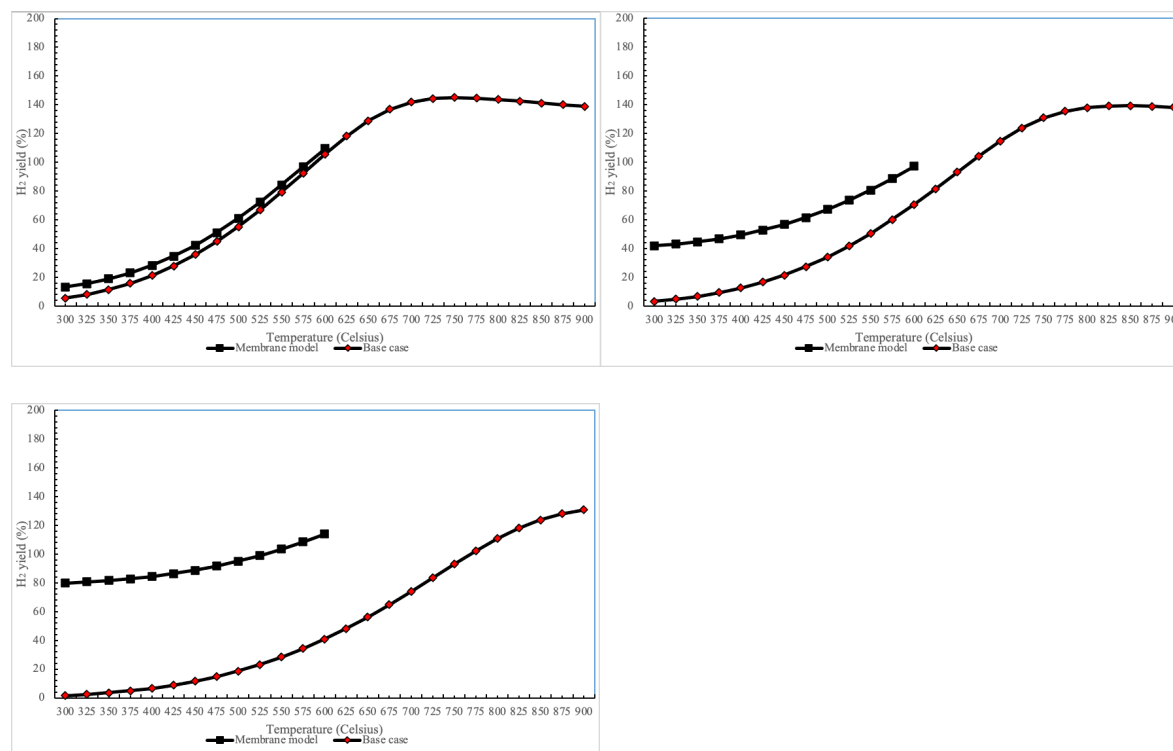 200
180
160
140
120
100
80
60
40
20
0
H₂ yield (%)
300 325 350 375 400 425 450 475 500 525 550 575 600 625 650 675 700 725 750 775 800 825 850 875 900
Temperature (Celsius)
Membrane model Base case
200
180
160
140
120
100
80
60
40
20
0
H₂ yield (%)
300 325 350 375 400 425 450 475 500 525 550 575 600 625 650 675 700 725 750 775 800 825 850 875 90
Temperature (Celsius)
Membrane model Base case
200
180
160
140
120
100
80
60
40
20
0
H₂ yield (%)
300 325 350 375 400 425 450 475 500 525 550 575 600 625 650 675 700 725 750 775 800 825 850 875 900
Temperature (Celsius)
Membrane model Base case